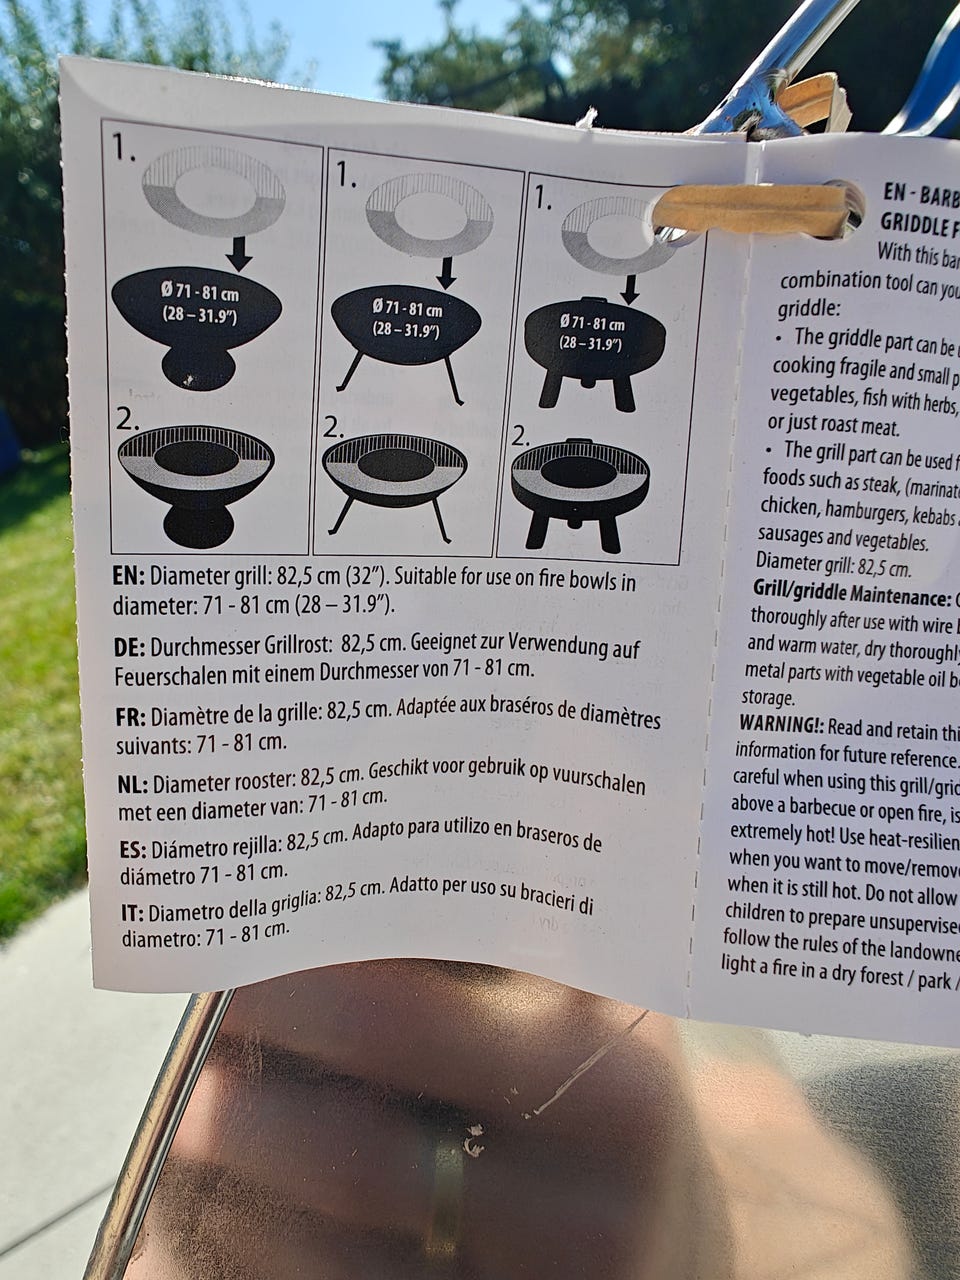 1.
Ø 71 - 81 cm
(28 – 31.9")
2.
1.
Ø 71 - 81 cm
(28 – 31.9")
2.
1.
Ø 71 - 81 cm
(28 – 31.9")
2.
EN: Diameter grill: 82,5 cm (32"). Suitable for use on fire bowls in
diameter: 71 - 81 cm (28 – 31.9").
DE: Durchmesser Grillrost: 82,5 cm. Geeignet zur Verwendung auf
Feuerschalen mit einem Durchmesser von 71 - 81 cm.
FR: Diamètre de la grille: 82,5 cm. Adaptée aux braséros de diamètres
suivants: 71 - 81 cm.
NL: Diameter rooster: 82,5 cm. Geschikt voor gebruik op vuurschalen
met een diameter van: 71 - 81 cm.
ES: Diámetro rejilla: 82,5 cm. Adapto para utilizo en braseros de
diámetro 71 - 81 cm.
IT: Diametro della griglia: 82,5 cm. Adatto per uso su bracieri di
diametro: 71 - 81 cm.
EN - BARB
GRIDDLE F
With this bar
combination tool can you
griddle:
• The griddle part can be
cooking fragile and small p
vegetables, fish with herbs,
or just roast meat.
• The grill part can be used f
foods such as steak, (marinate
chicken, hamburgers, kebabs
sausages and vegetables.
Diameter grill: 82,5 cm.
Grill/griddle Maintenance:
thoroughly after use with wire b
and warm water, dry thoroughly
metal parts with vegetable oil be
storage.
WARNING!: Read and retain thi
information for future reference.
careful when using this grill/grid
above a barbecue or open fire, is
extremely hot! Use heat-resilien
when you want to move/remove
when it is still hot. Do not allow
children to prepare unsupervise
follow the rules of the landowne
light a fire in a dry forest / park /